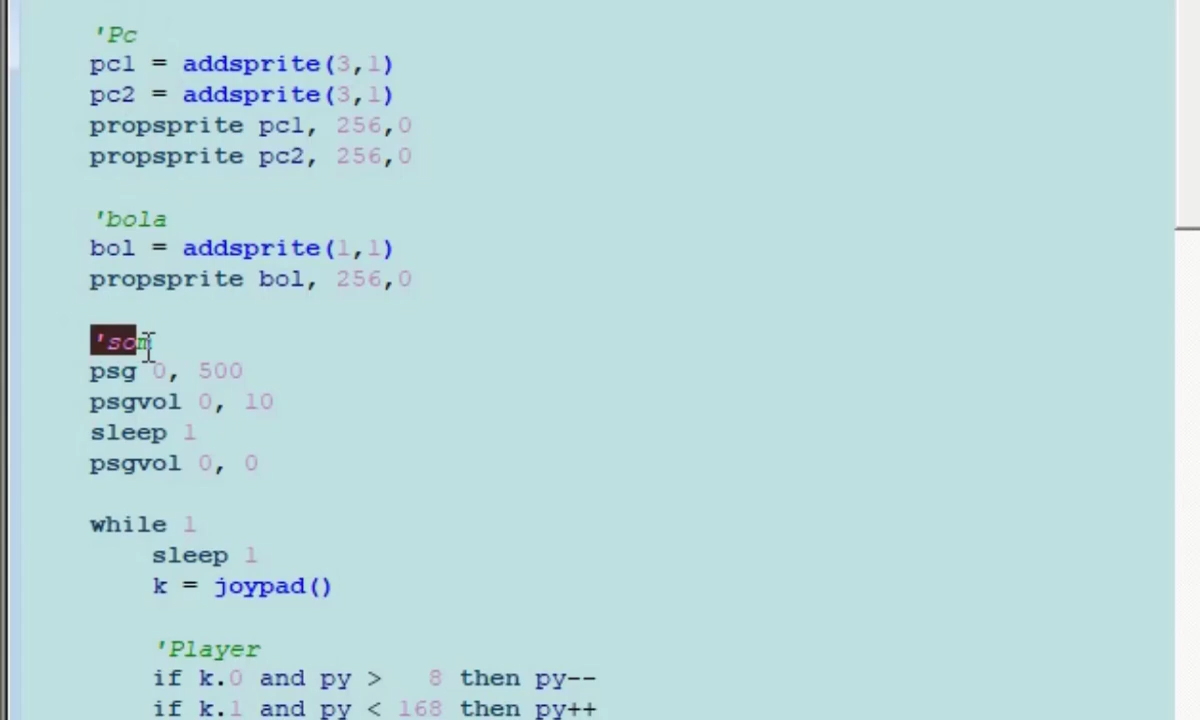 'Pc
pc1 = addsprite(3,1)
pc2 = addsprite(3,1)
propsprite pc1, 256,0
propsprite pc2, 256,0
'bola
bol = addsprite(1,1)
propsprite bol, 256,0
'som
psg 0, 500
psgvol 0, 10
sleep 1
psgvol 0, 0
while 1
sleep 1
k = joypad()
'Player
if k.0 and py >   8 then py--
if k.1 and py < 168 then py++